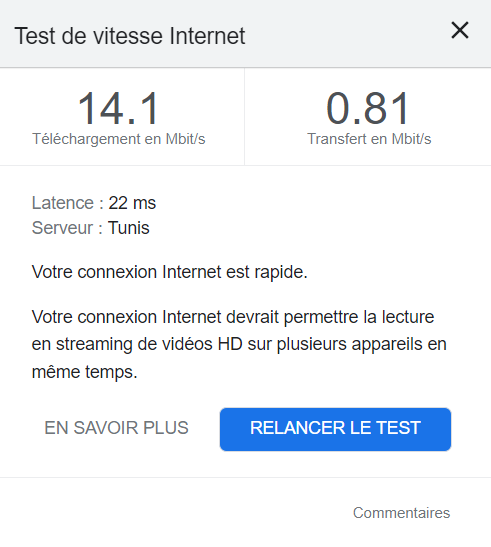 Test de vitesse Internet
14.1
Téléchargement en Mbit/s
0.81
Transfert en Mbit/s
Latence : 22 ms
Serveur : Tunis
Votre connexion Internet est rapide.
Votre connexion Internet devrait permettre la lecture
en streaming de vidéos HD sur plusieurs appareils en
même temps.
EN SAVOIR PLUS
RELANCER LE TEST
Commentaires